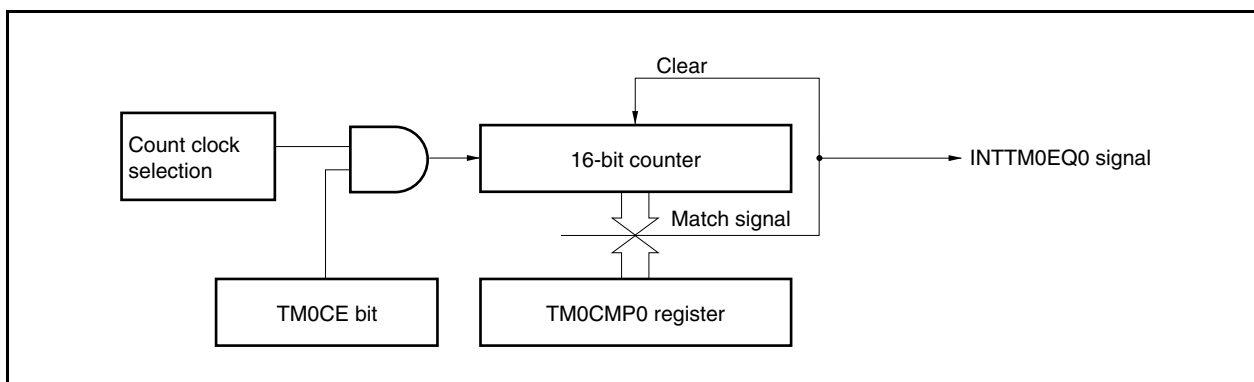 Clear
Count clock
selection
16-bit counter
INTTM0EQ0 signal
Match signal
TM0CE bit
TM0CMP0 register